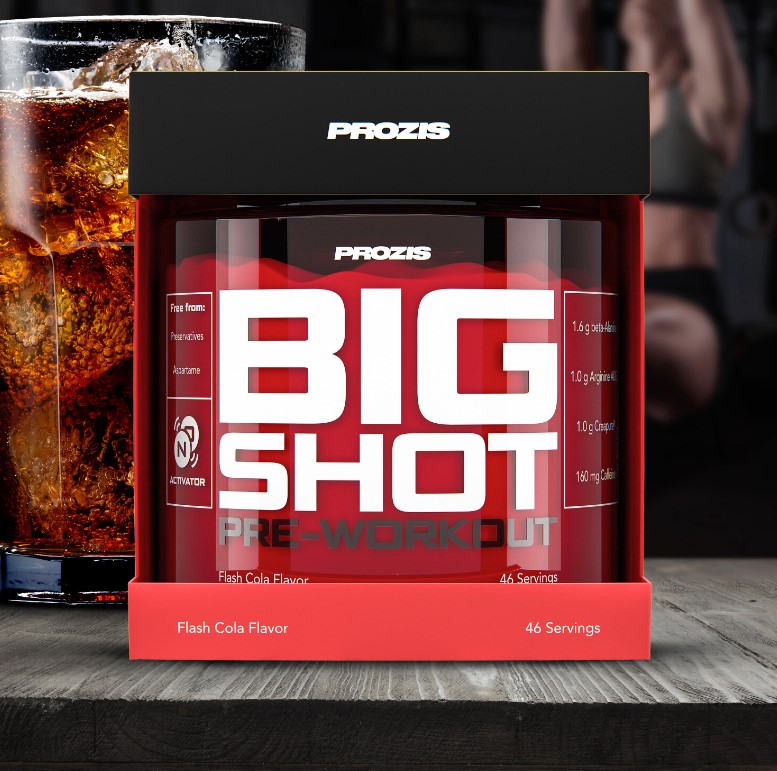 PROZIS
PROZIS
BIG
SHOT
PRE-WORKOUT
Free from:
Preservatives
Aspartame
N
ACTIVATOR
1.6 g beta-Alani
1.0 g Arginine
1.0 g Creapure
160 mg Caffeine
Flash Cola Flavor
46 Servings
Flash Cola Flavor
46 Servings